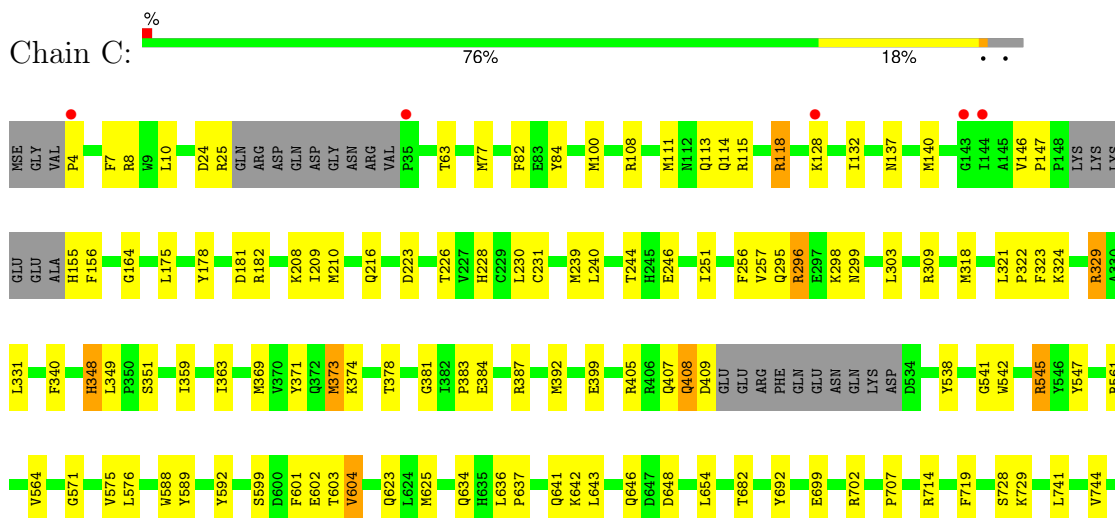 %
Chain C:
76% 18% • •
MSE GLY VAL P4 F7 R8 W9 L10 D24 R25 GLN ARG ASP GLN ASP GLY ASN ARG VAL P35 T63 M77 F82 E83 Y84 M100 R108 M111 N112 Q113 Q114 R115 R118 K128 I132 N137 M140 G143 I144 A145 V146 P147 P148 LYS LYS LYS
GLU GLU ALA H155 F156 G164 L175 Y178 D181 R182 K208 I209 M210 Q216 D223 T226 V227 H228 C229 L230 C231 M239 L240 T244 H245 E246 I251 F256 V257 Q295 R296 E297 K298 N299 L303 R309 M318 L321 P322 F323 K324 R329 A330
L331 F340 H348 L349 P350 S351 I359 I363 M369 V370 Y371 Q372 M373 K374 T378 G381 I382 P383 E384 R387 M392 E399 R405 R406 Q407 Q408 D409 GLU GLU ARG PHE GLN GLU ASN GLN LYS ASP D534 Y538 G541 W542 R545 Y546 Y547
V564 G571 V575 L576 W588 Y589 Y592 S599 D600 F601 E602 T603 V604 Q623 L624 M625 Q634 H635 L636 P637 Q641 K642 L643 Q646 D647 D648 L654 T682 Y692 E699 R702 P707 R714 F719 S728 K729 L741 V744